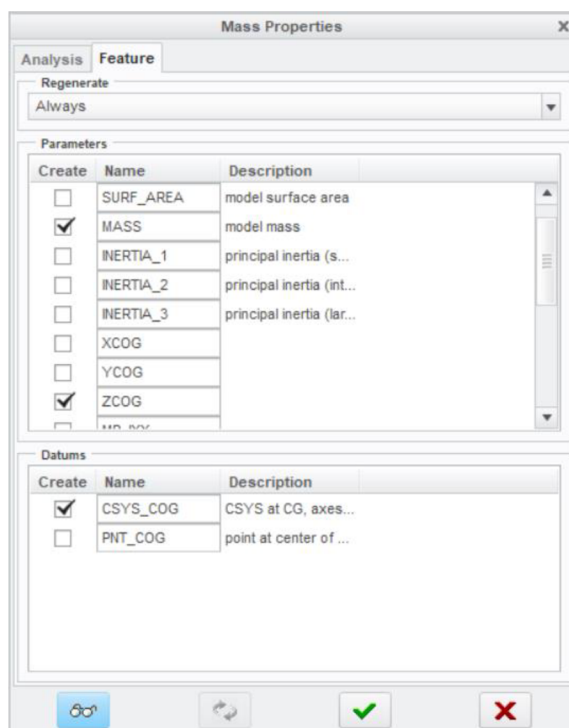 Mass Properties x
Analysis Feature
Regenerate
Always
Parameters
Create Name Description
SURF_AREA model surface area
MASS model mass
INERTIA_1 principal inertia (s...
INERTIA_2 principal inertia (int...
INERTIA_3 principal inertia (lar...
XCOG
YCOG
ZCOG
Datums
Create Name Description
CSYS_COG CSYS at CG, axes...
PNT_COG point at center of ...